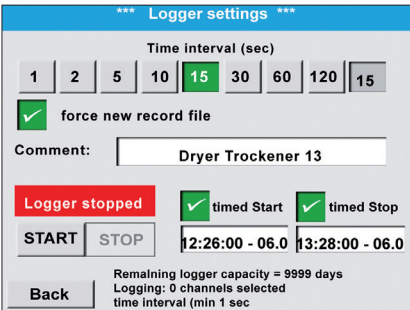 *** Logger settings ***
Time interval (sec)
1 2 5 10 15 30 60 120 15
force new record file
Comment: Dryer Trockener 13
Logger stopped timed Start timed Stop
START STOP 12:26:00 - 06.0 13:28:00 - 06.0
Remaining logger capacity = 9999 days
Logging: 0 channels selected
time interval (min 1 sec
Back